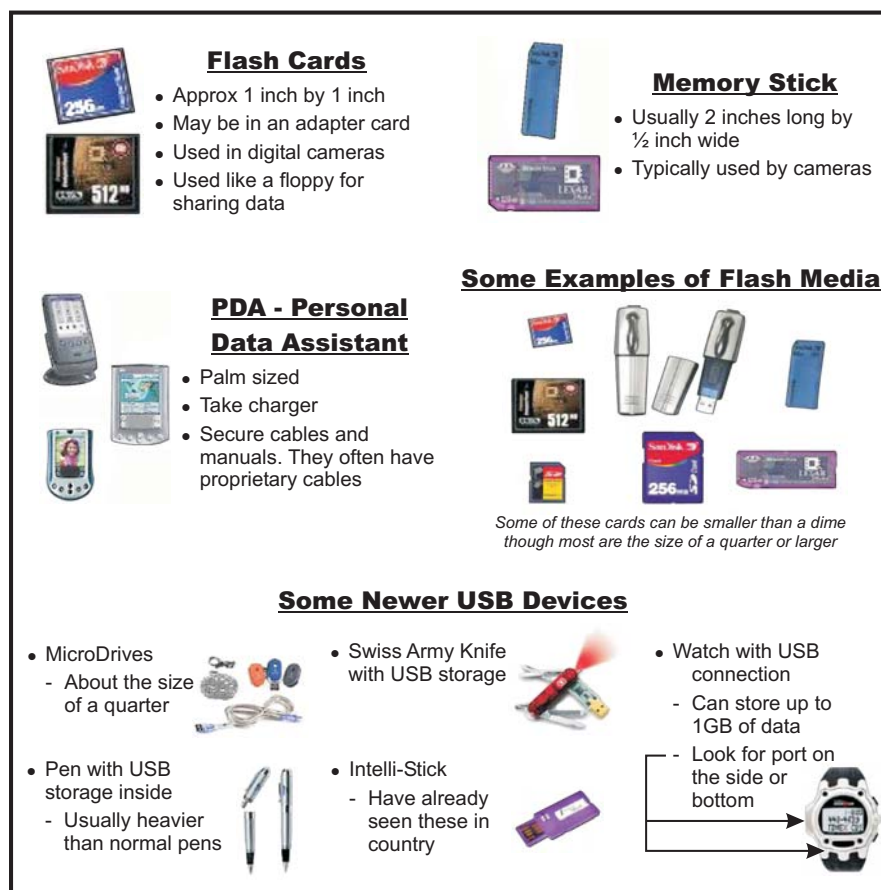 Flash Cards
• Approx 1 inch by 1 inch
• May be in an adapter card
• Used in digital cameras
• Used like a floppy for
sharing data
SanDisk
256
512
Memory Stick
• Usually 2 inches long by
½ inch wide
• Typically used by cameras
SanDisk
LEXAR
PDA - Personal
Data Assistant
• Palm sized
• Take charger
• Secure cables and
manuals. They often have
proprietary cables
Some Examples of Flash Media
256
512
SanDisk
256
LEXAR
Some of these cards can be smaller than a dime
though most are the size of a quarter or larger
Some Newer USB Devices
• MicroDrives
- About the size
of a quarter
• Swiss Army Knife
with USB storage
• Watch with USB
connection
- Can store up to
1GB of data
- Look for port on
the side or
bottom
• Pen with USB
storage inside
- Usually heavier
than normal pens
• Intelli-Stick
- Have already
seen these in
country